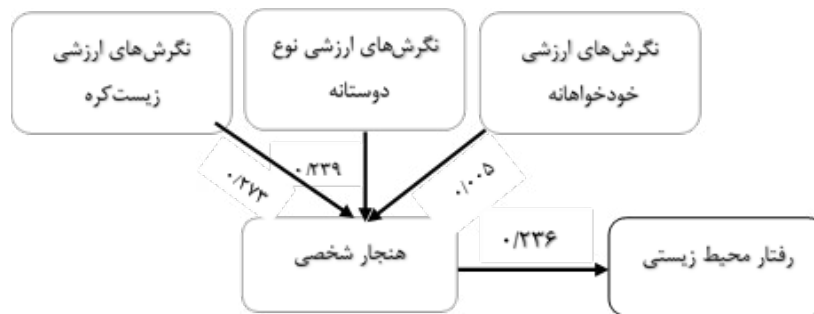 نگرش‌های ارزشی
خودخواهانه
نگرش‌های ارزشی نوع
دوستانه
نگرش‌های ارزشی
زیست‌کره
۰/۰۰۵
۰/۲۳۹
۰/۲۷۳
هنجار شخصی
۰/۲۳۶
رفتار محیط زیستی